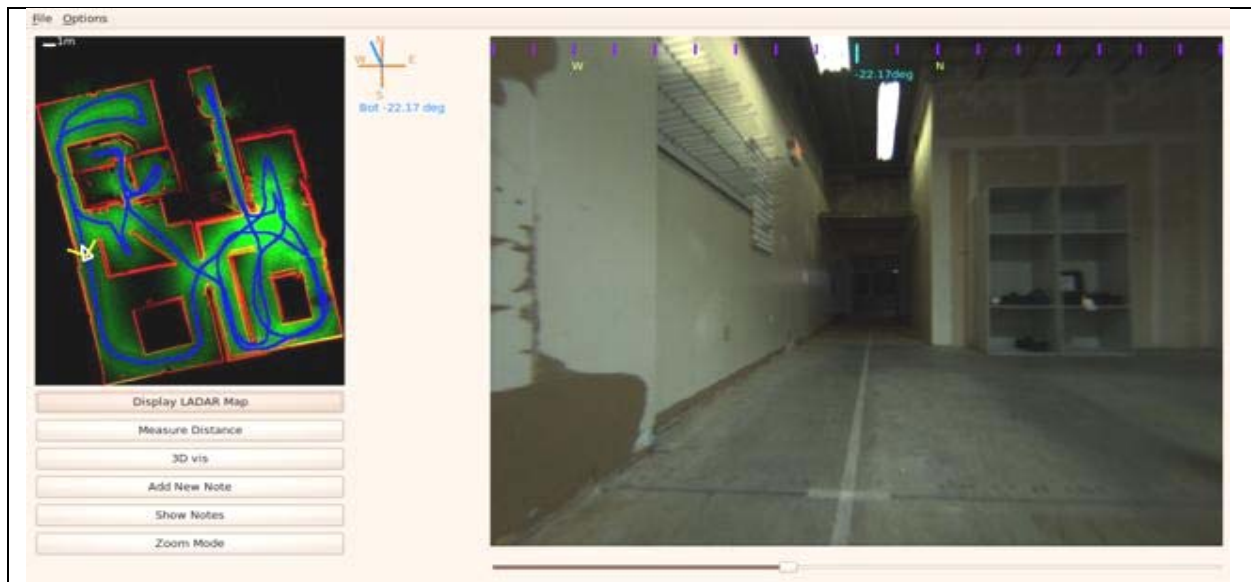 File Options
1m
N
W E
S
Bot -22.17 deg
W
-22.17deg
N
Display LADAR Map
Measure Distance
3D vis
Add New Note
Show Notes
Zoom Mode